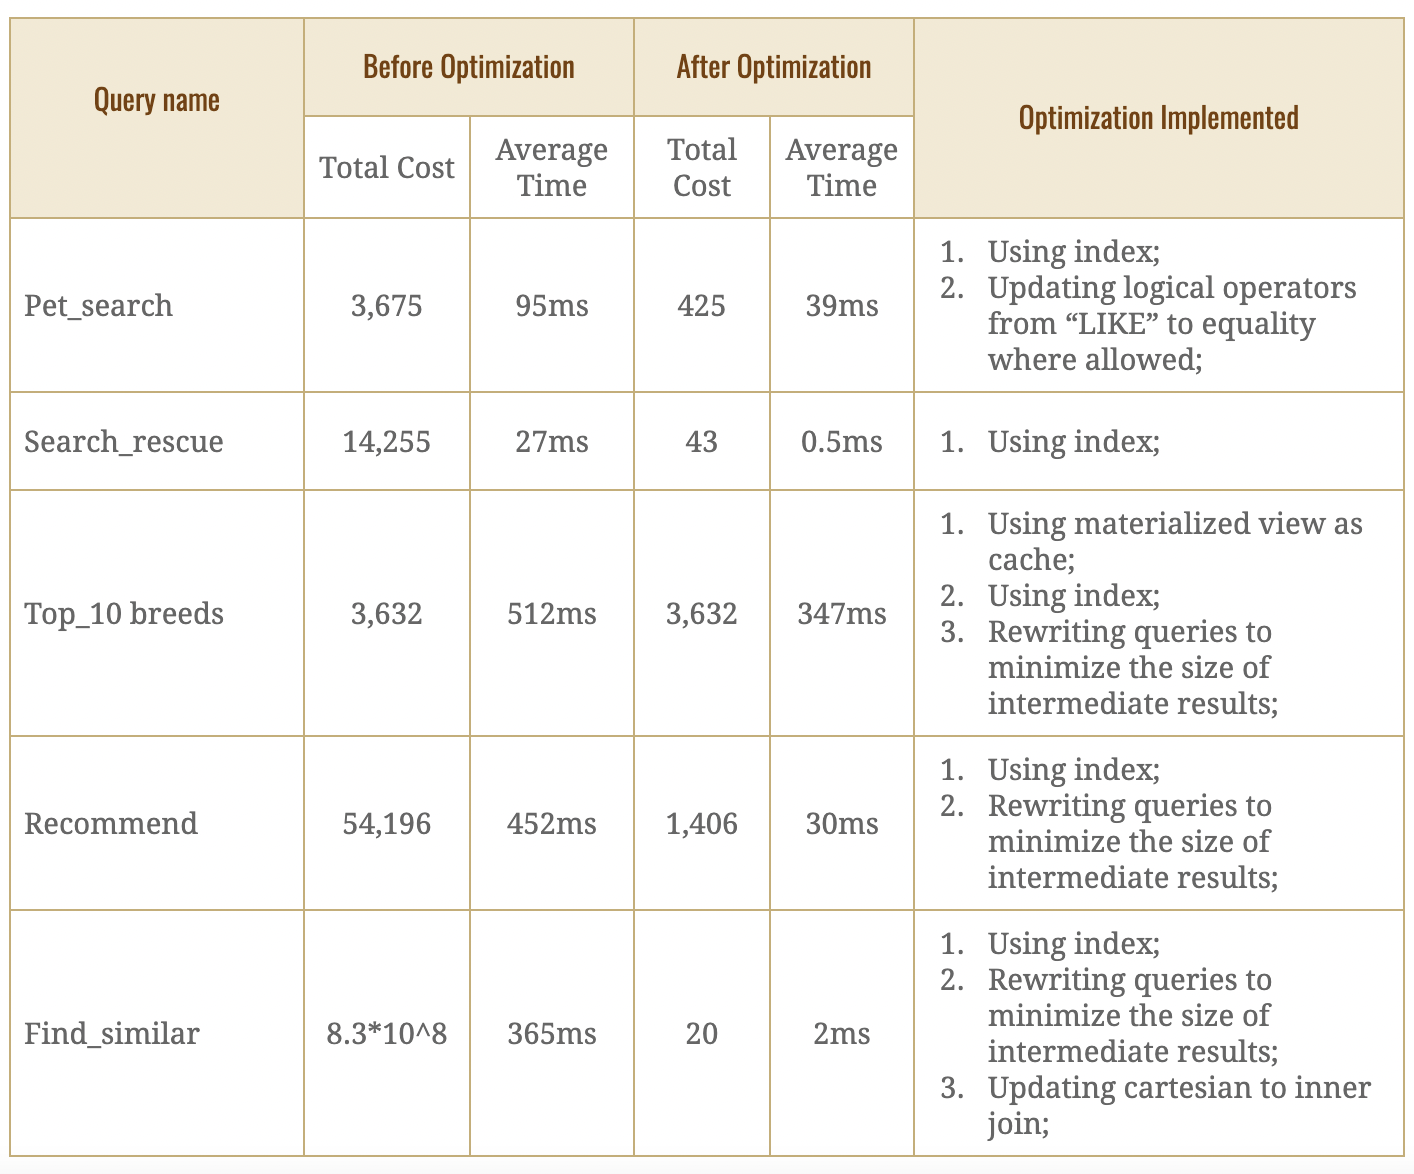 Query name
Before Optimization
After Optimization
Optimization Implemented
Total Cost
Average
Time
Total
Cost
Average
Time
Pet_search
3,675
95ms
425
39ms
1. Using index;
2. Updating logical operators
from “LIKE” to equality
where allowed;
Search_rescue
14,255
27ms
43
0.5ms
1. Using index;
Top_10 breeds
3,632
512ms
3,632
347ms
1. Using materialized view as
cache;
2. Using index;
3. Rewriting queries to
minimize the size of
intermediate results;
Recommend
54,196
452ms
1,406
30ms
1. Using index;
2. Rewriting queries to
minimize the size of
intermediate results;
Find_similar
8.3*10^8
365ms
20
2ms
1. Using index;
2. Rewriting queries to
minimize the size of
intermediate results;
3. Updating cartesian to inner
join;